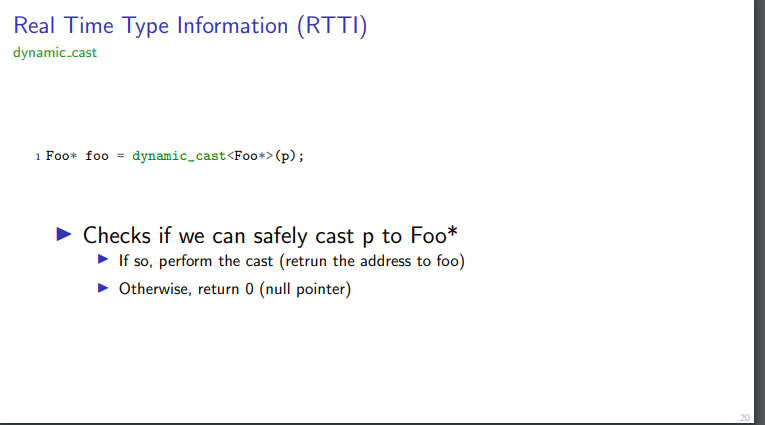 Real Time Type Information (RTTI)
dynamic_cast
1 Foo* foo = dynamic_cast<Foo*>(p);
▶ Checks if we can safely cast p to Foo*
▶ If so, perform the cast (retrun the address to foo)
▶ Otherwise, return 0 (null pointer)
20